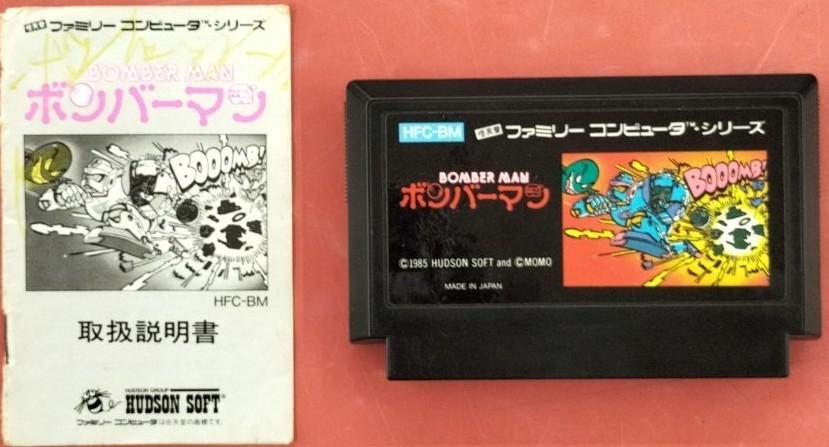 任天堂 ファミリー コンピュータ™・シリーズ
BOMBER MAN
ボンバーマン
BOOOMB!
HFC-BM
取扱説明書
HUDSON GROUP
HUDSON SOFT®
ファミリー コンピュータは任天堂の商標です。
HFC-BM 任天堂 ファミリー コンピュータ™・シリーズ
BOMBER MAN
ボンバーマン
BOOOMB!
©1985 HUDSON SOFT and ©MOMO
MADE IN JAPAN